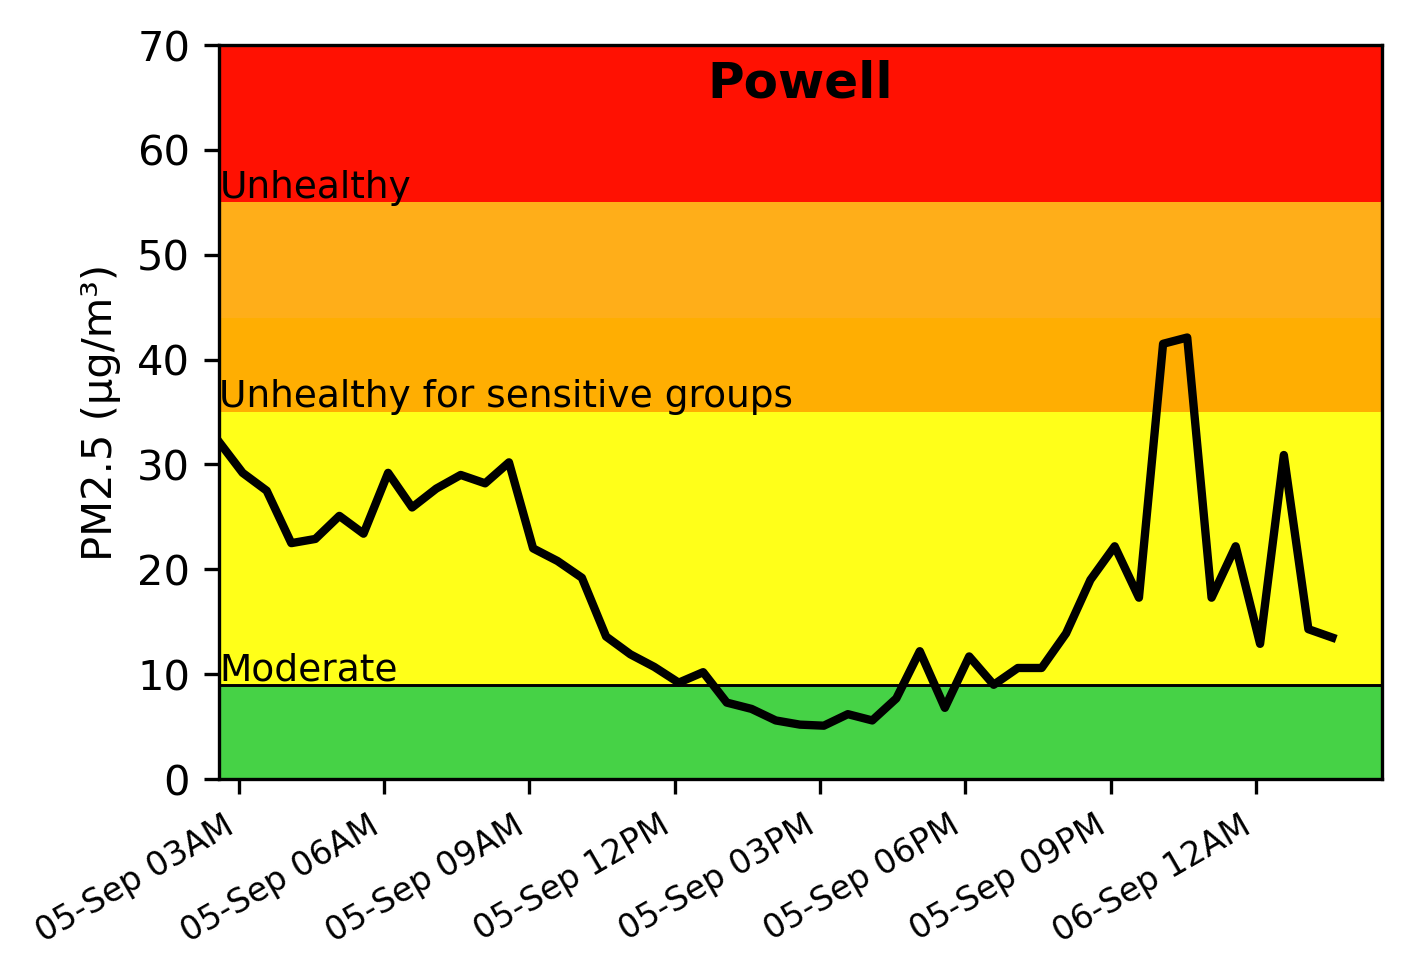 Powell
PM2.5 (µg/m³)
70
60
50
40
30
20
10
0
Unhealthy
Unhealthy for sensitive groups
Moderate
05-Sep 03AM
05-Sep 06AM
05-Sep 09AM
05-Sep 12PM
05-Sep 03PM
05-Sep 06PM
05-Sep 09PM
06-Sep 12AM